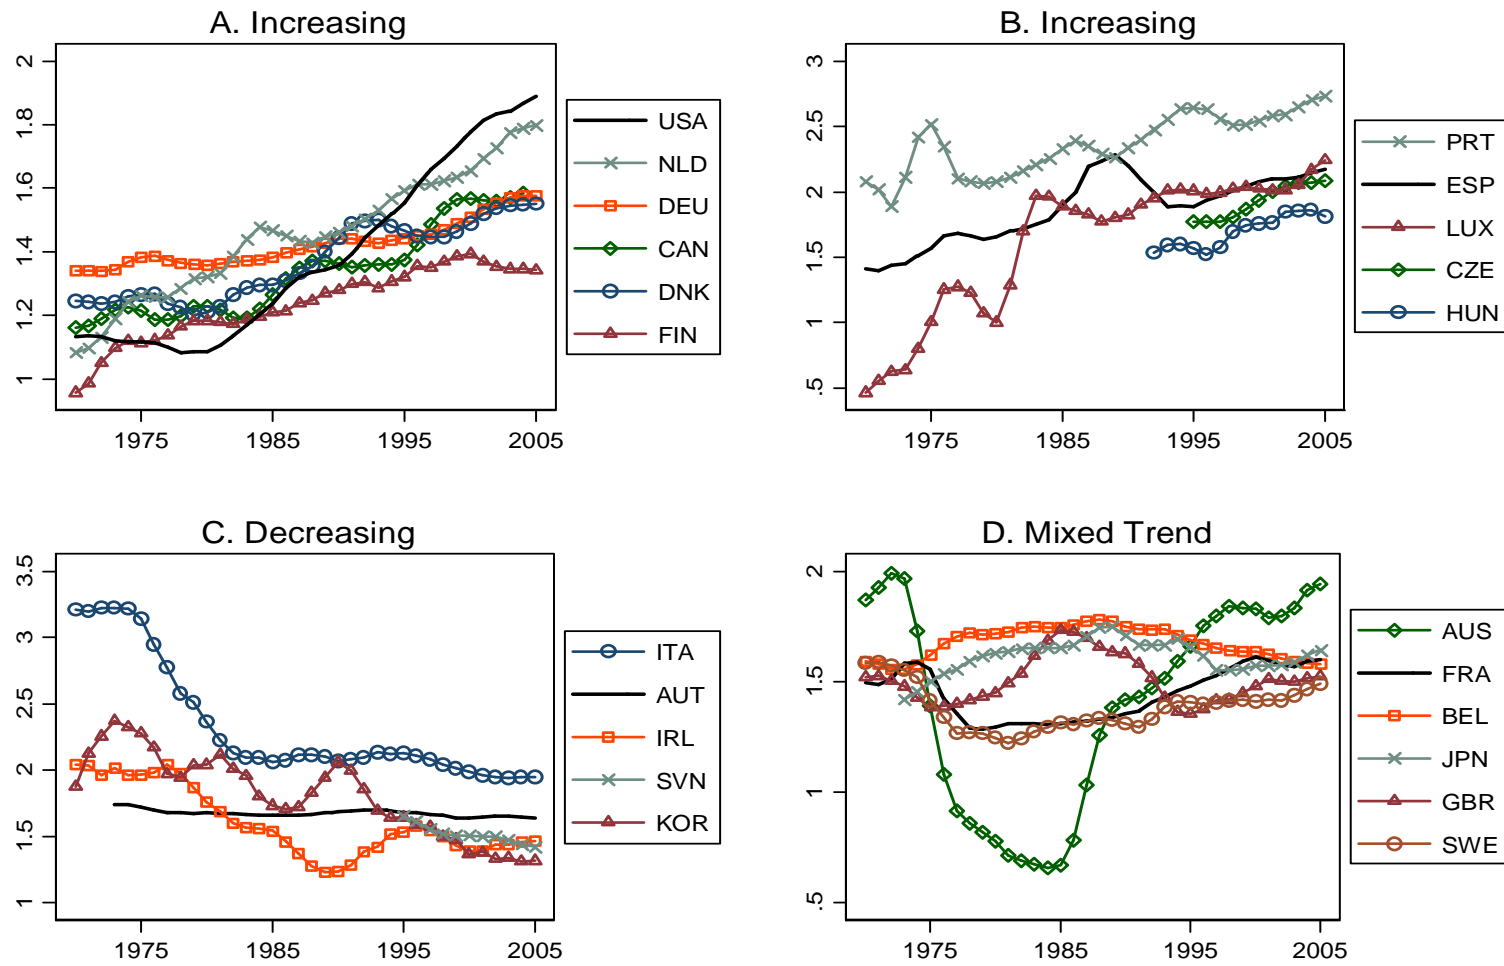 A. Increasing
2
1.8
1.6
1.4
1.2
1
1975
1985
1995
2005
USA
NLD
DEU
CAN
DNK
FIN
B. Increasing
3
2.5
2
1.5
1
.5
1975
1985
1995
2005
PRT
ESP
LUX
CZE
HUN
C. Decreasing
3.5
3
2.5
2
1.5
1
1975
1985
1995
2005
ITA
AUT
IRL
SVN
KOR
D. Mixed Trend
2
1.5
1
.5
1975
1985
1995
2005
AUS
FRA
BEL
JPN
GBR
SWE